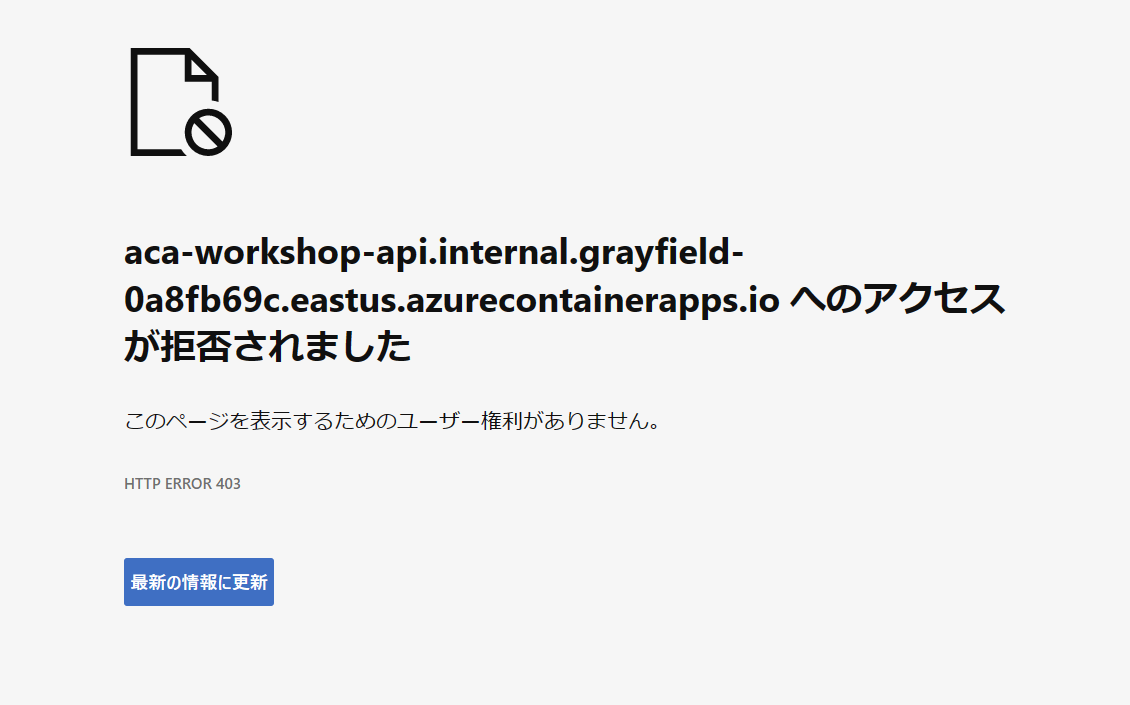 aca-workshop-api.internal.grayfield-
0a8fb69c.eastus.azurecontainerapps.io へのアクセス
が拒否されました
このページを表示するためのユーザー権利がありません。
HTTP ERROR 403
最新の情報に更新